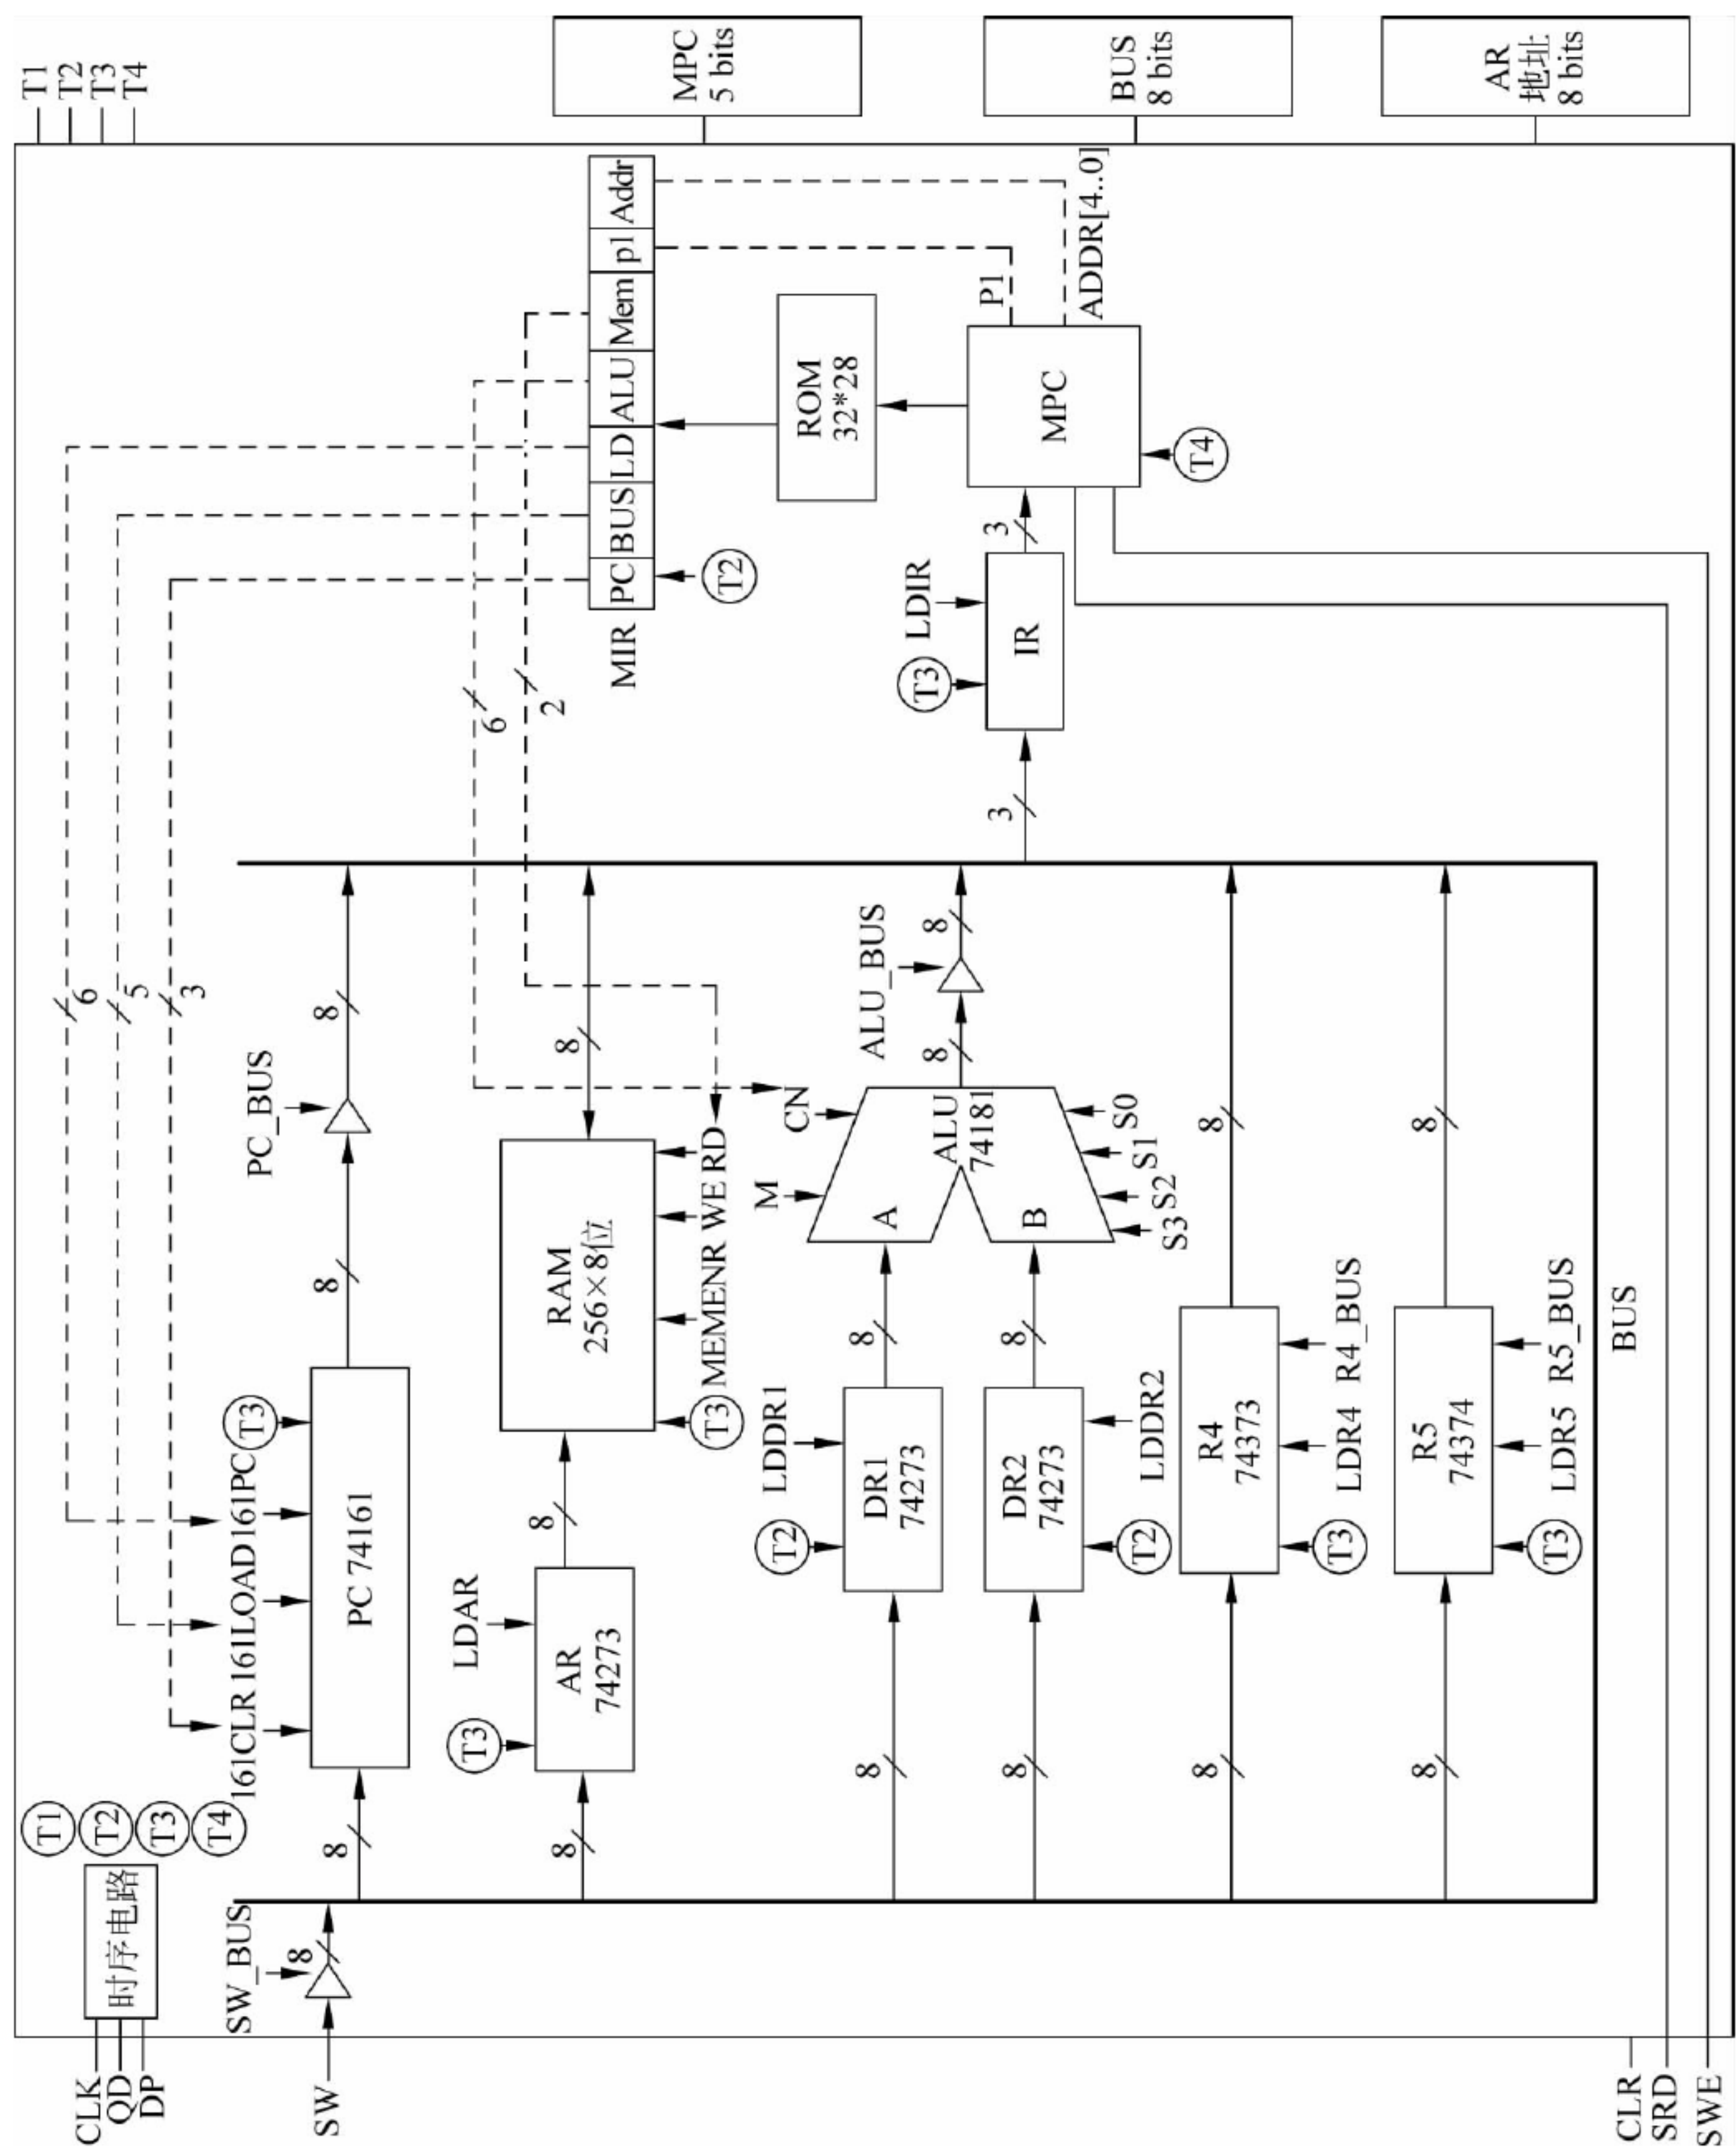 T1
T2
T3
T4
MPC
5 bits
BUS
8 bits
AR
地址
8 bits
CLK
QD
DP
时序电路
T1
T2
T3
T4
SW
SW_BUS
8
8
161CLR 161LOAD 161PC
T3
PC 74161
8
PC_BUS
8
6
5
3
8
LDAR
T3
AR
74273
8
RAM
256×8位
T3
MEMENR WE RD
8
6
2
MIR
PC
BUS
LD
ALU
Mem
p1
Addr
T2
ROM
32*28
P1
ADDR[4..0]
MPC
T4
3
LDIR
T3
IR
3
8
LDDR1
T2
DR1
74273
8
8
LDDR2
T2
DR2
74273
8
M
CN
A
B
ALU
74181
S3
S2
S1
S0
8
ALU_BUS
8
8
R4
74373
T3
LDR4
R4_BUS
8
8
R5
74374
T3
LDR5
R5_BUS
8
BUS
CLR
SRD
SWE